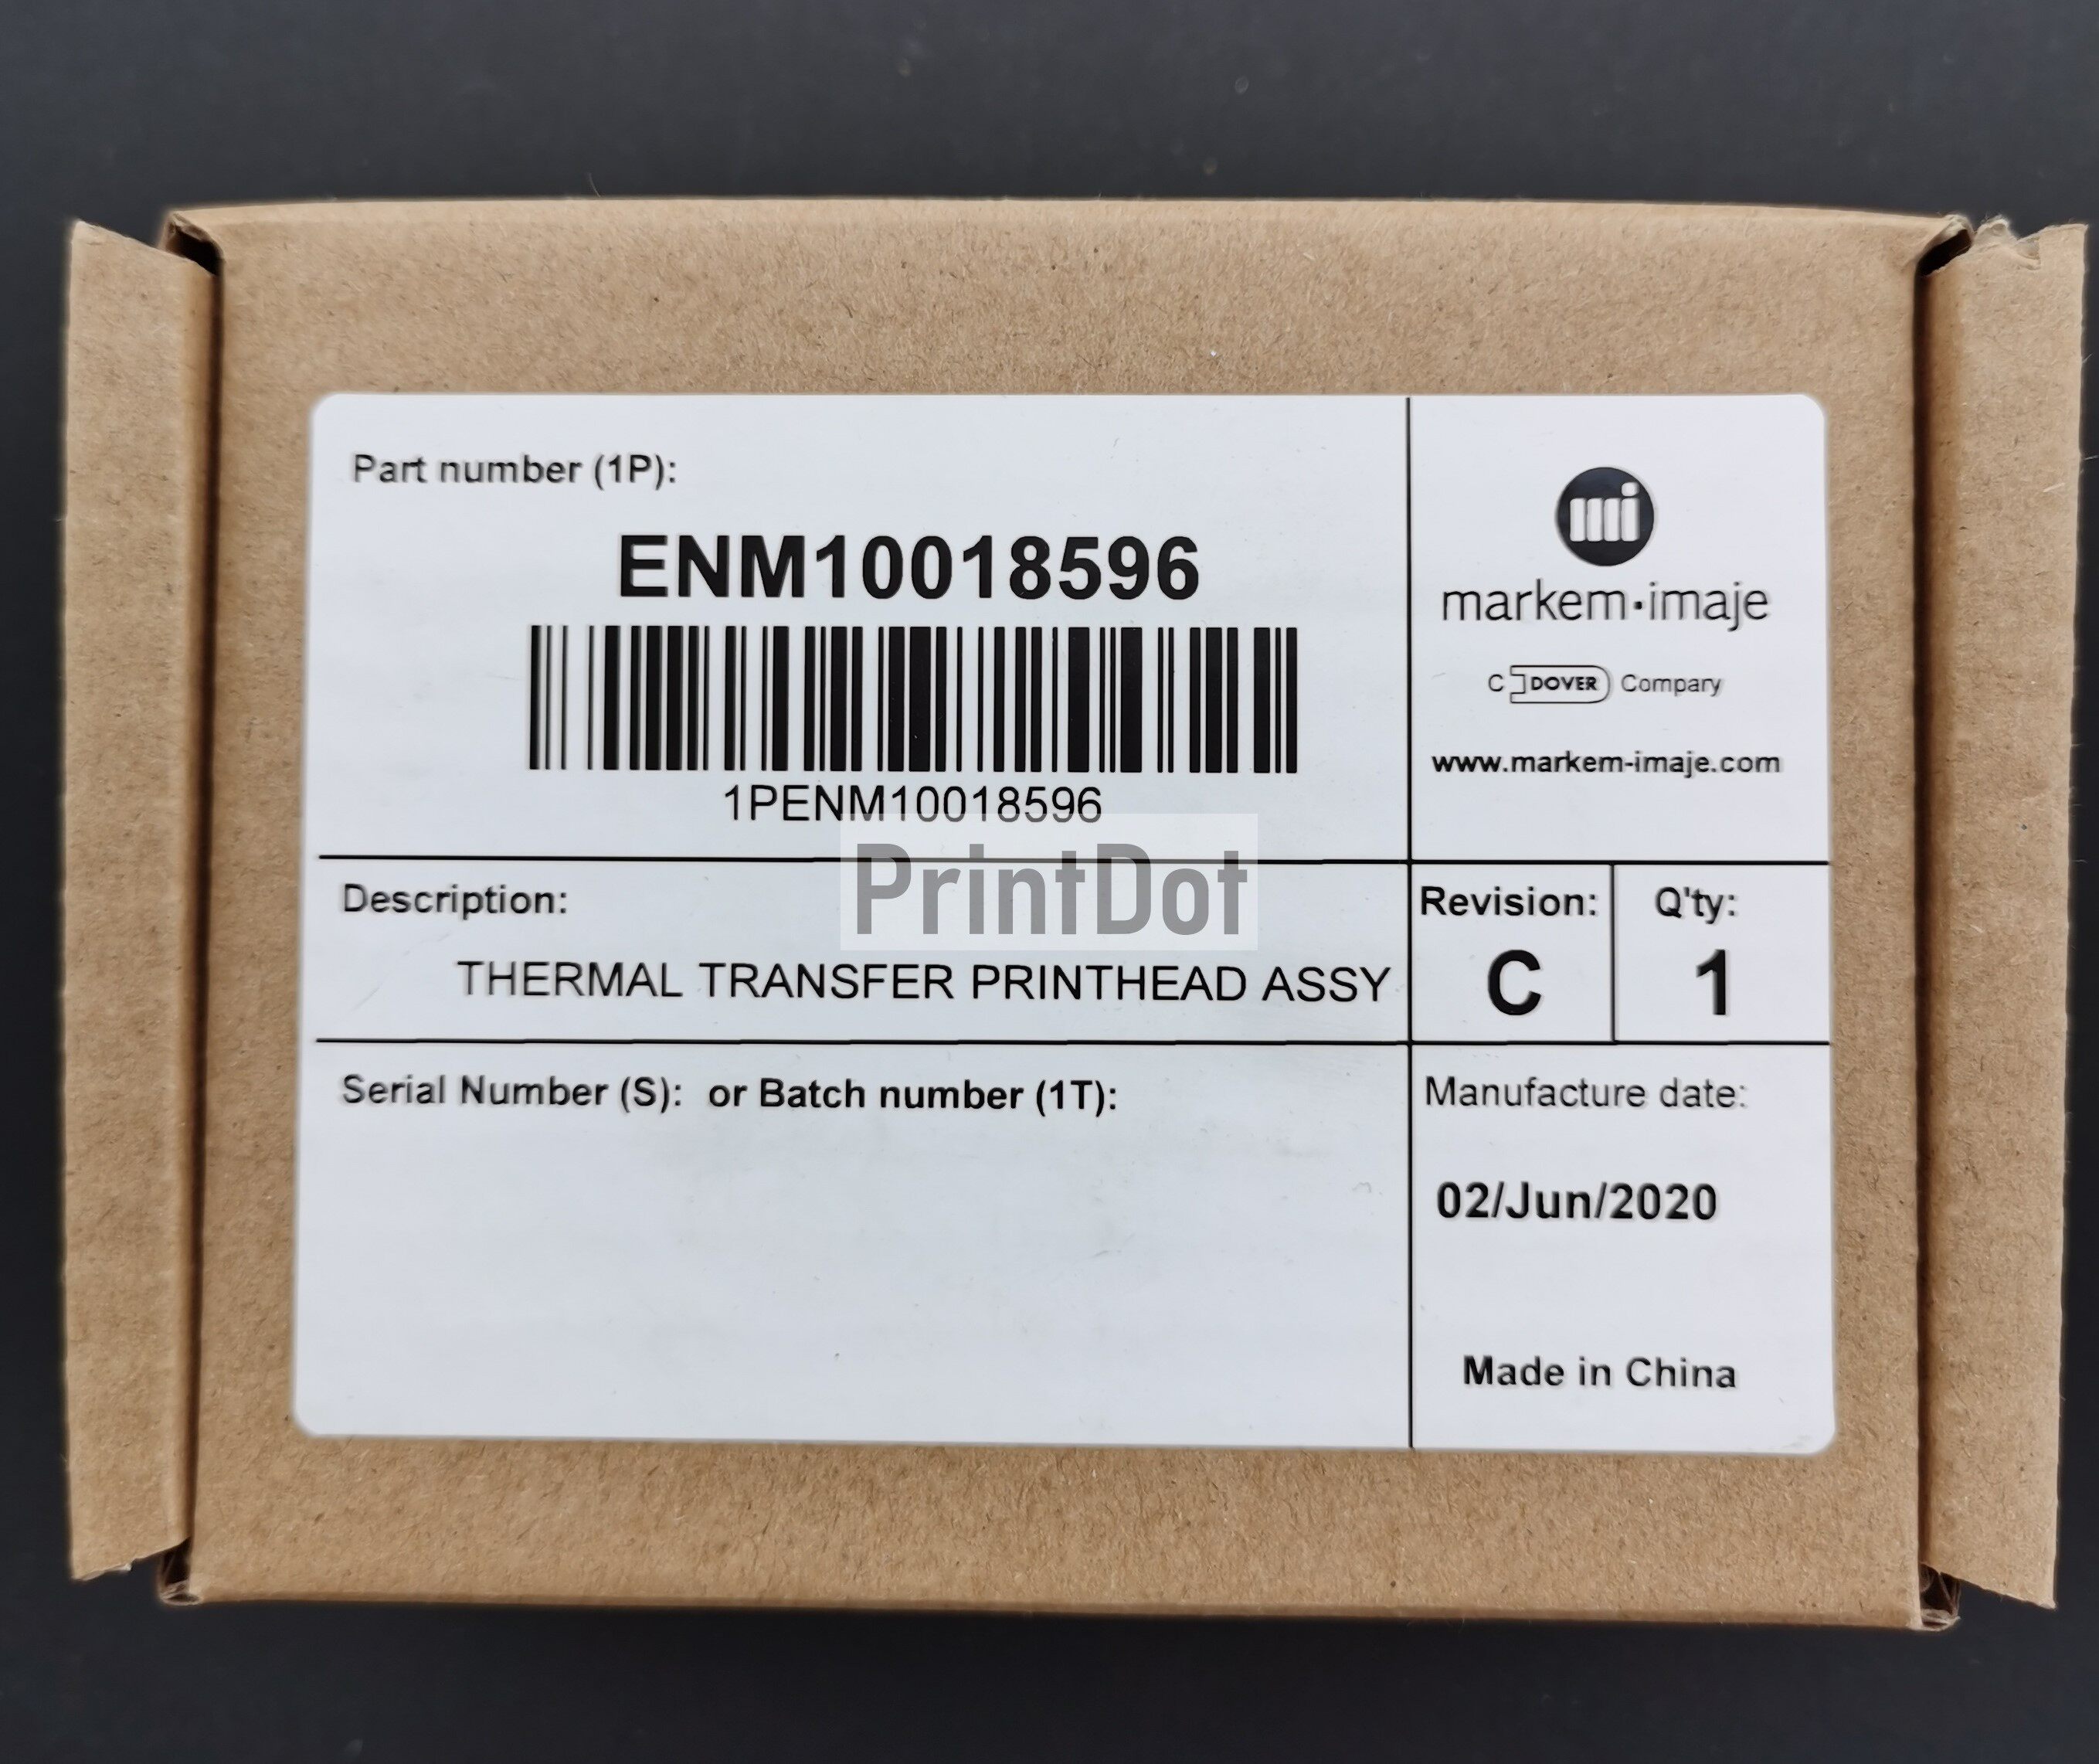 Part number (1P):
ENM10018596
1PENM10018596
mi
markem·imaje
C DOVER Company
www.markem-imaje.com
PrintDot
Description:
THERMAL TRANSFER PRINTHEAD ASSY
Revision:
C
Q'ty:
1
Serial Number (S): or Batch number (1T):
Manufacture date:
02/Jun/2020
Made in China